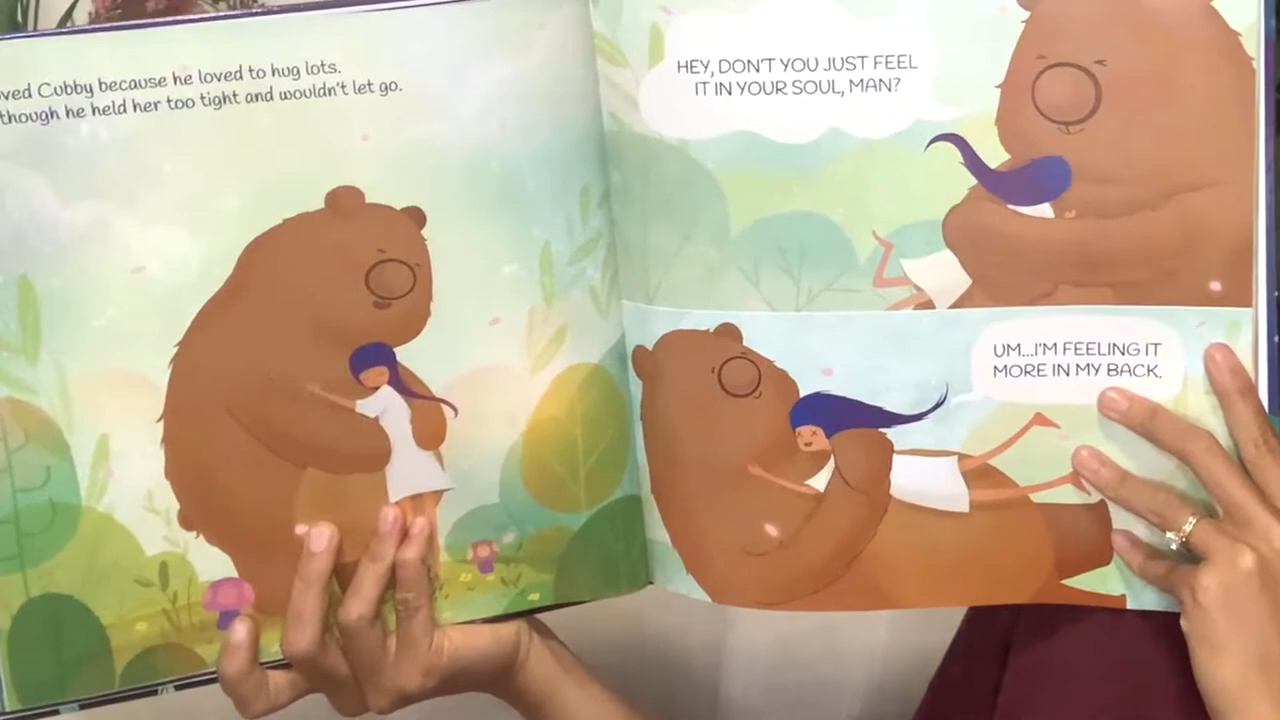 Cubby because he loved to hug lots.
though he held her too tight and wouldn't let go.
HEY, DON'T YOU JUST FEEL
IT IN YOUR SOUL, MAN?
UM...I'M FEELING IT
MORE IN MY BACK.